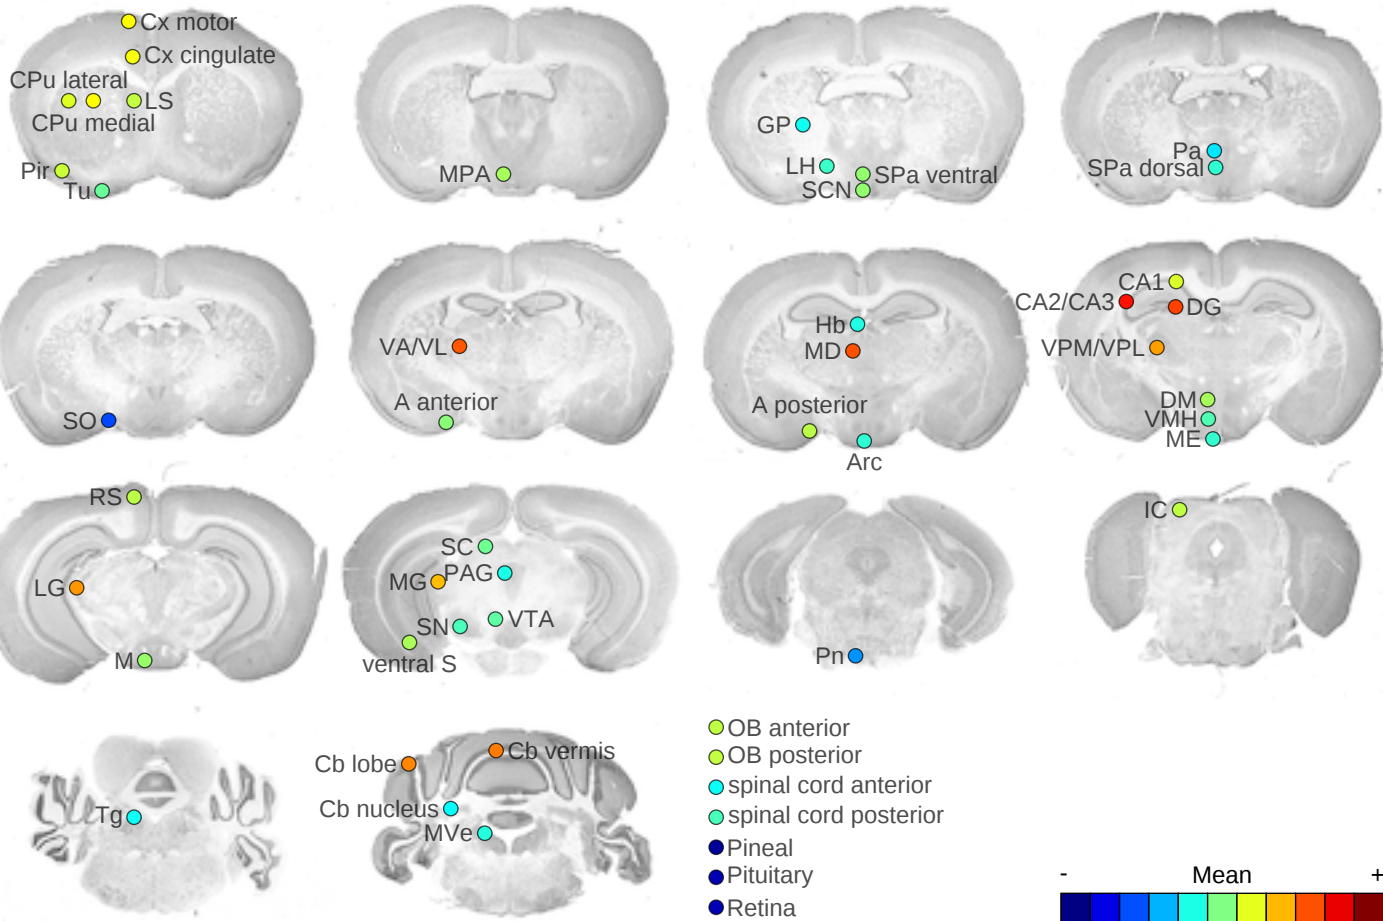 Cx motor
Cx cingulate
CPu lateral
LS
CPu medial
Pir
Tu
MPA
GP
LH
SPa ventral
SCN
Pa
SPa dorsal
SO
VA/VL
A anterior
Hb
MD
A posterior
Arc
CA1
CA2/CA3
DG
VPM/VPL
DM
VMH
ME
RS
LG
M
SC
PAG
MG
VTA
SN
ventral S
Pn
IC
Tg
Cb lobe
Cb vermis
Cb nucleus
MVe
OB anterior
OB posterior
spinal cord anterior
spinal cord posterior
Pineal
Pituitary
Retina
- Mean +